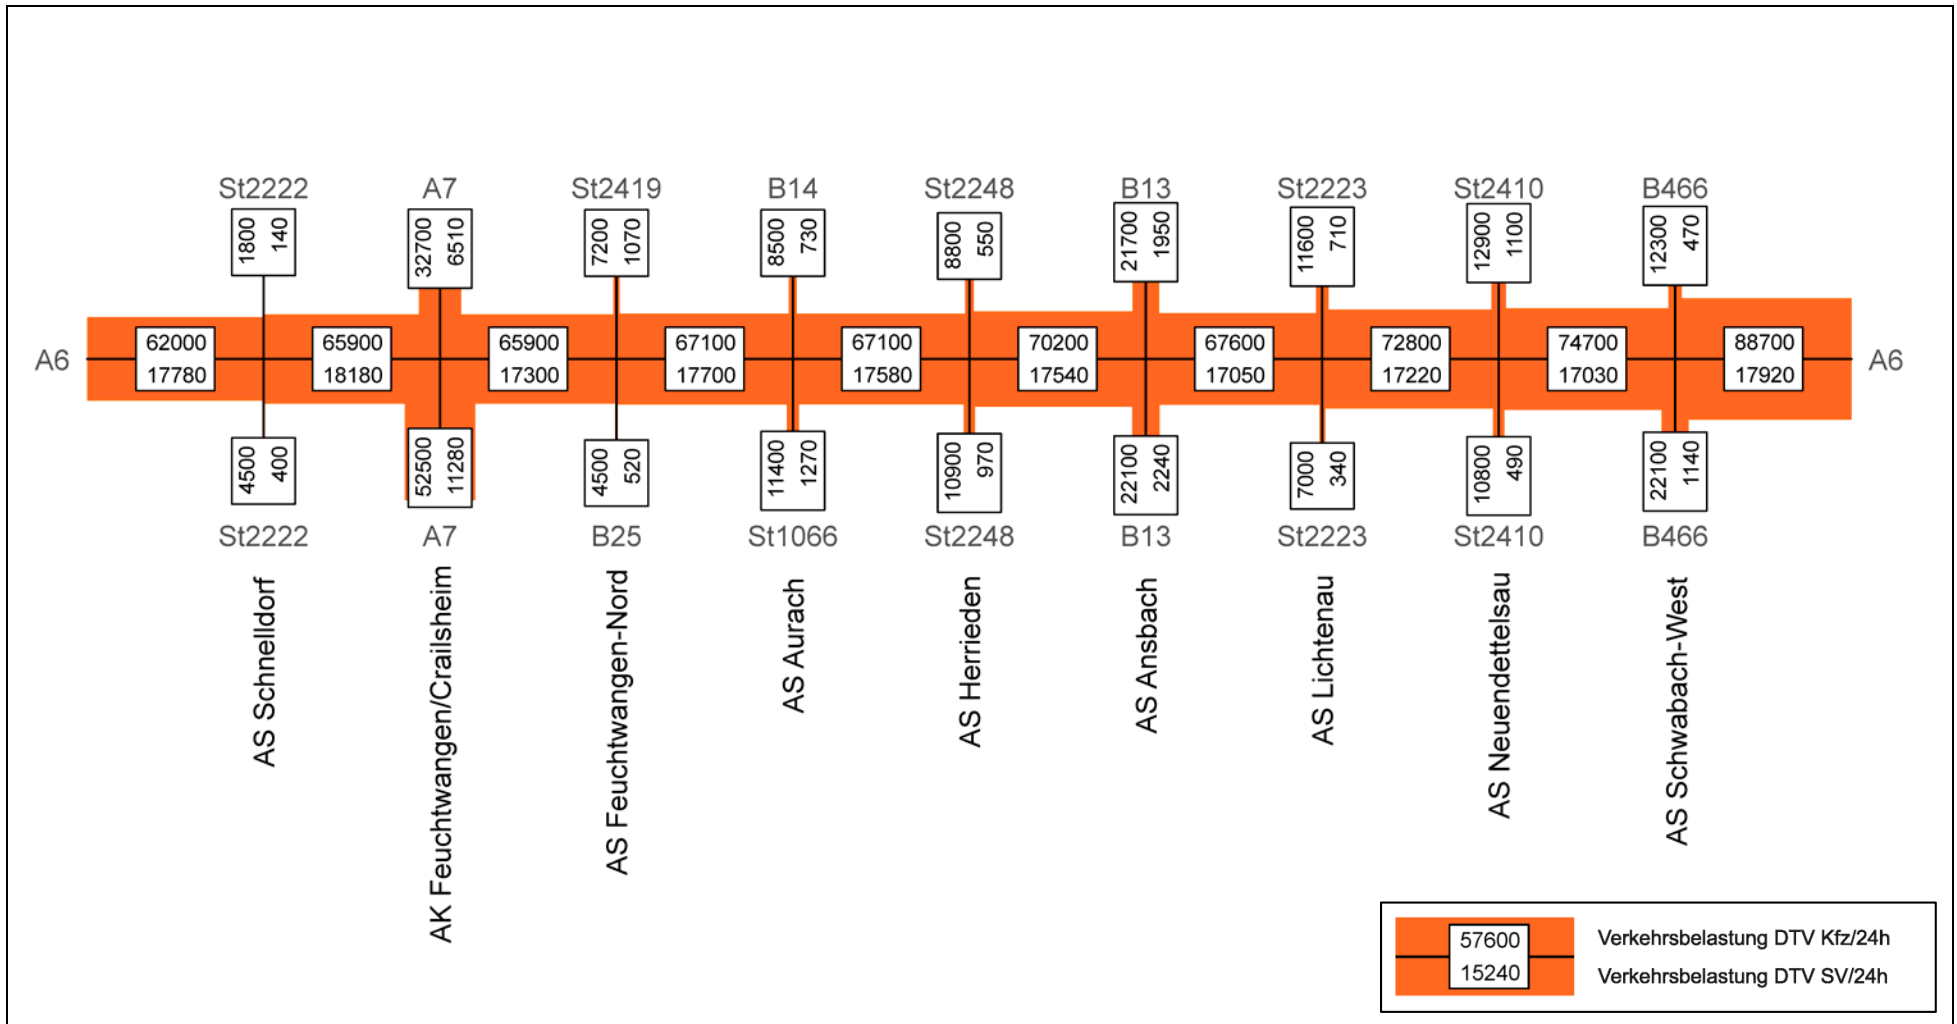 St2222 A7 St2419 B14 St2248 B13 St2223 St2410 B466
1800 32700 7200 8500 8800 21700 11600 12900 12300
140 6510 1070 730 550 1950 710 1100 470
A6 62000 65900 65900 67100 67100 70200 67600 72800 74700 88700 A6
17780 18180 17300 17700 17580 17540 17050 17220 17030 17920
4500 52500 4500 11400 10900 22100 7000 10800 22100
400 11280 520 1270 970 2240 340 490 1140
St2222 A7 B25 St1066 St2248 B13 St2223 St2410 B466
AS Schnelldorf
AK Feuchtwangen/Crailsheim
AS Feuchtwangen-Nord
AS Aurach
AS Herrieden
AS Ansbach
AS Lichtenau
AS Neuendettelsau
AS Schwabach-West
57600 Verkehrsbelastung DTV Kfz/24h
15240 Verkehrsbelastung DTV SV/24h